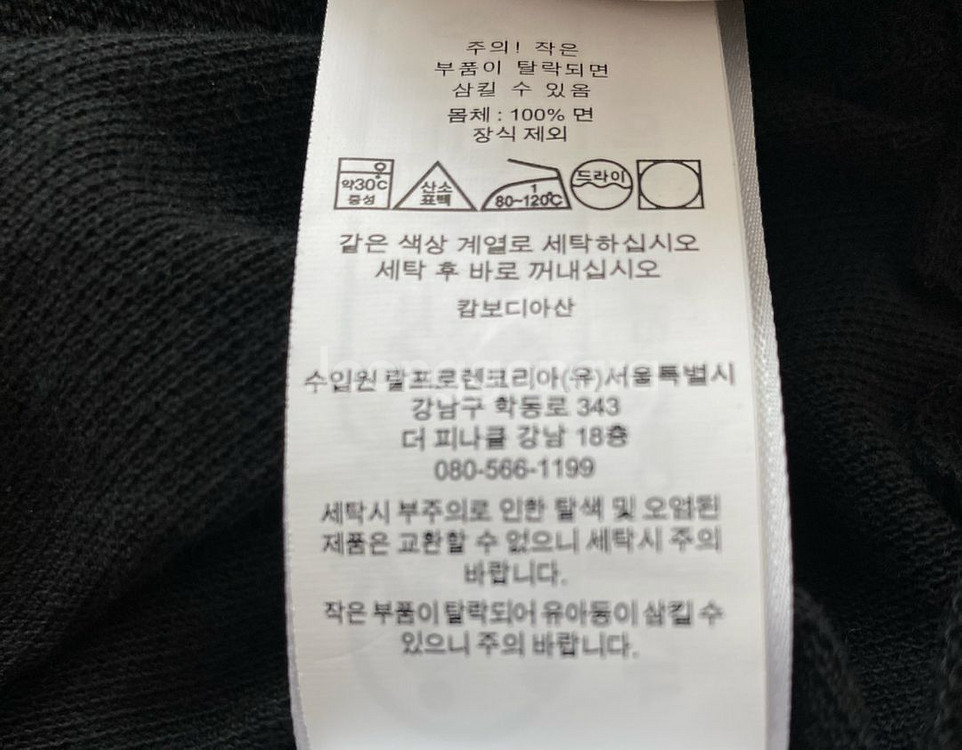 주의! 작은
부품이 탈락되면
삼킬 수 있음
몸체 : 100% 면
장식 제외
약30℃
중성
산소
표백
1
80~120℃
드라이
같은 색상 계열로 세탁하십시오
세탁 후 바로 꺼내십시오
캄보디아산
수입원 랄프로렌코리아(유)서울특별시
강남구 학동로 343
더 피나클 강남 18층
080-566-1199
세탁시 부주의로 인한 탈색 및 오염된
제품은 교환할 수 없으니 세탁시 주의
바랍니다.
작은 부품이 탈락되어 유아등이 삼킬 수
있으니 주의 바랍니다.